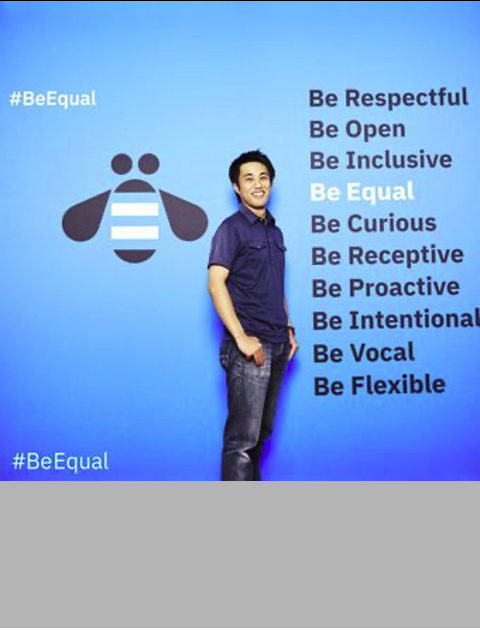 #BeEqual
Be Respectful
Be Open
Be Inclusive
Be Equal
Be Curious
Be Receptive
Be Proactive
Be Intentional
Be Vocal
Be Flexible
#BeEqual